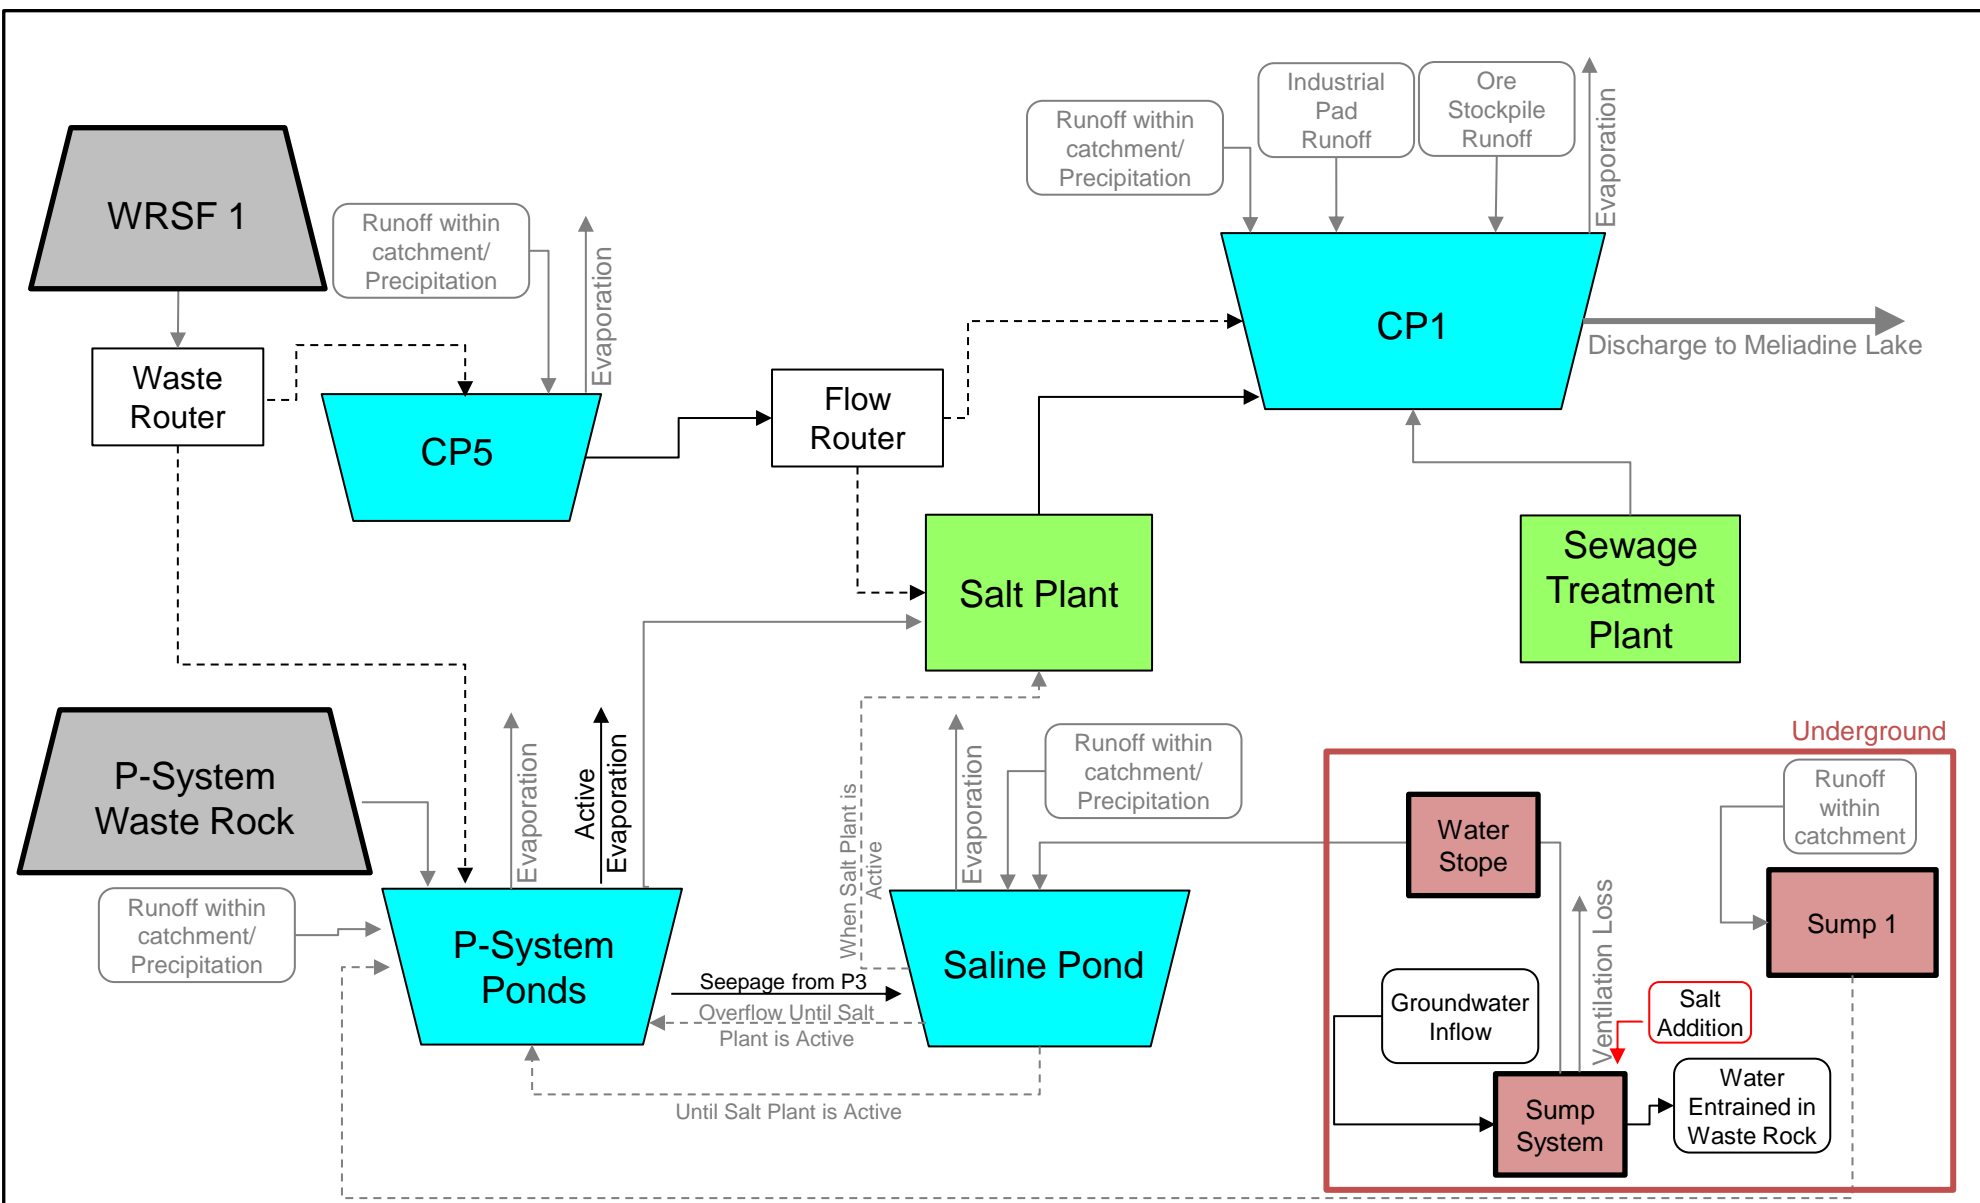 Industrial
Pad
Runoff
Ore
Stockpile
Runoff
Evaporation
Runoff within
catchment/
Precipitation
WRSF 1
Runoff within
catchment/
Precipitation
Evaporation
CP1
Discharge to Meliadine Lake
Waste
Router
CP5
Flow
Router
Salt Plant
Sewage
Treatment
Plant
P-System
Waste Rock
Evaporation
Active
Evaporation
When Salt Plant is
Active
Evaporation
Runoff within
catchment/
Precipitation
Underground
Runoff
within
catchment
Water
Stope
Sump 1
Runoff within
catchment/
Precipitation
P-System
Ponds
Seepage from P3
Overflow Until Salt
Plant is Active
Saline Pond
Until Salt Plant is Active
Groundwater
Inflow
Ventilation Loss
Salt
Addition
Sump
System
Water
Entrained in
Waste Rock